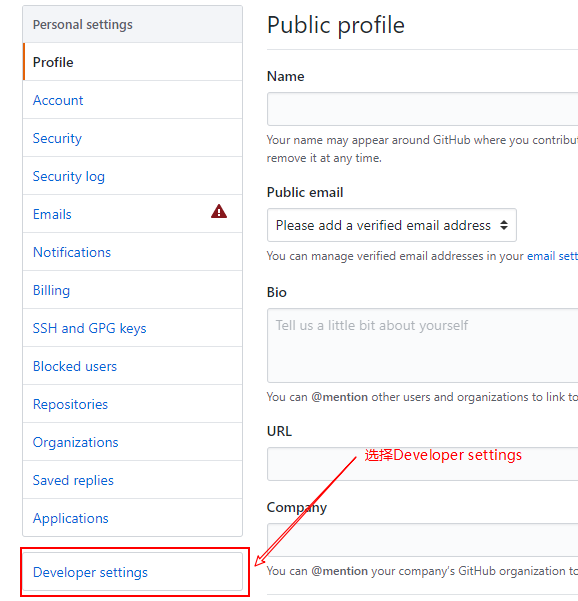 Personal settings
Profile
Account
Security
Security log
Emails
Notifications
Billing
SSH and GPG keys
Blocked users
Repositories
Organizations
Saved replies
Applications
Developer settings
Public profile
Name
Your name may appear around GitHub where you contribut
remove it at any time.
Public email
Please add a verified email address
You can manage verified email addresses in your email sett
Bio
Tell us a little bit about yourself
You can @mention other users and organizations to link to
URL
选择Developer settings
Company
You can @mention your company's GitHub organization to